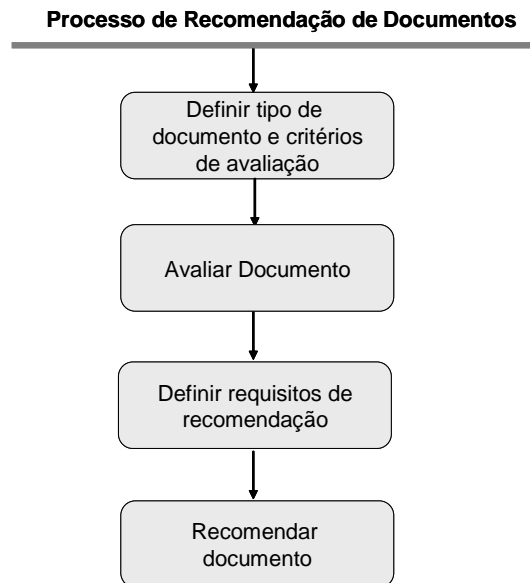 Processo de Recomendação de Documentos
Definir tipo de
documento e critérios
de avaliação
Avaliar Documento
Definir requisitos de
recomendação
Recomendar
documento